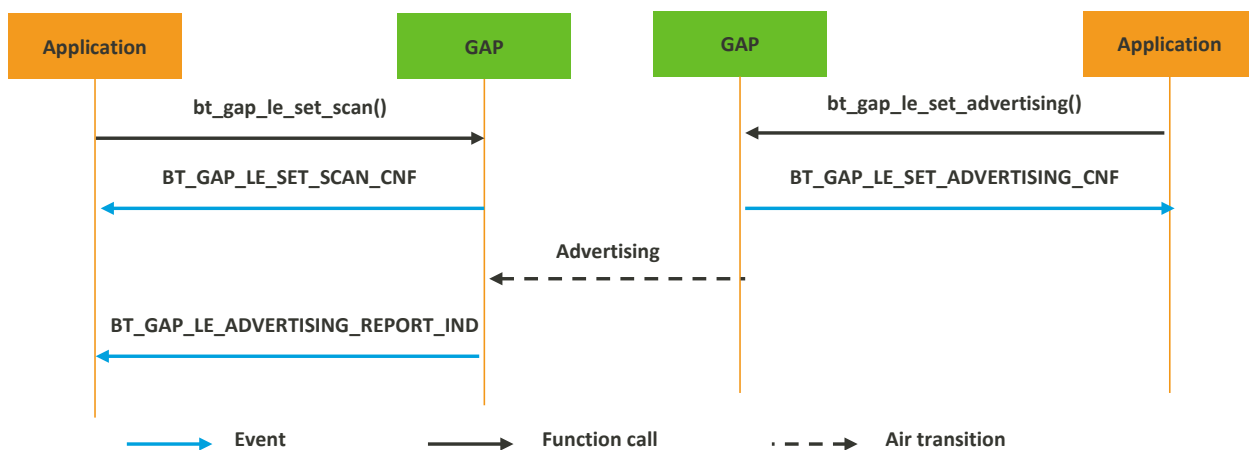 Application
GAP
GAP
Application
bt_gap_le_set_scan()
bt_gap_le_set_advertising()
BT_GAP_LE_SET_SCAN_CNF
BT_GAP_LE_SET_ADVERTISING_CNF
Advertising
BT_GAP_LE_ADVERTISING_REPORT_IND
Event
Function call
Air transition